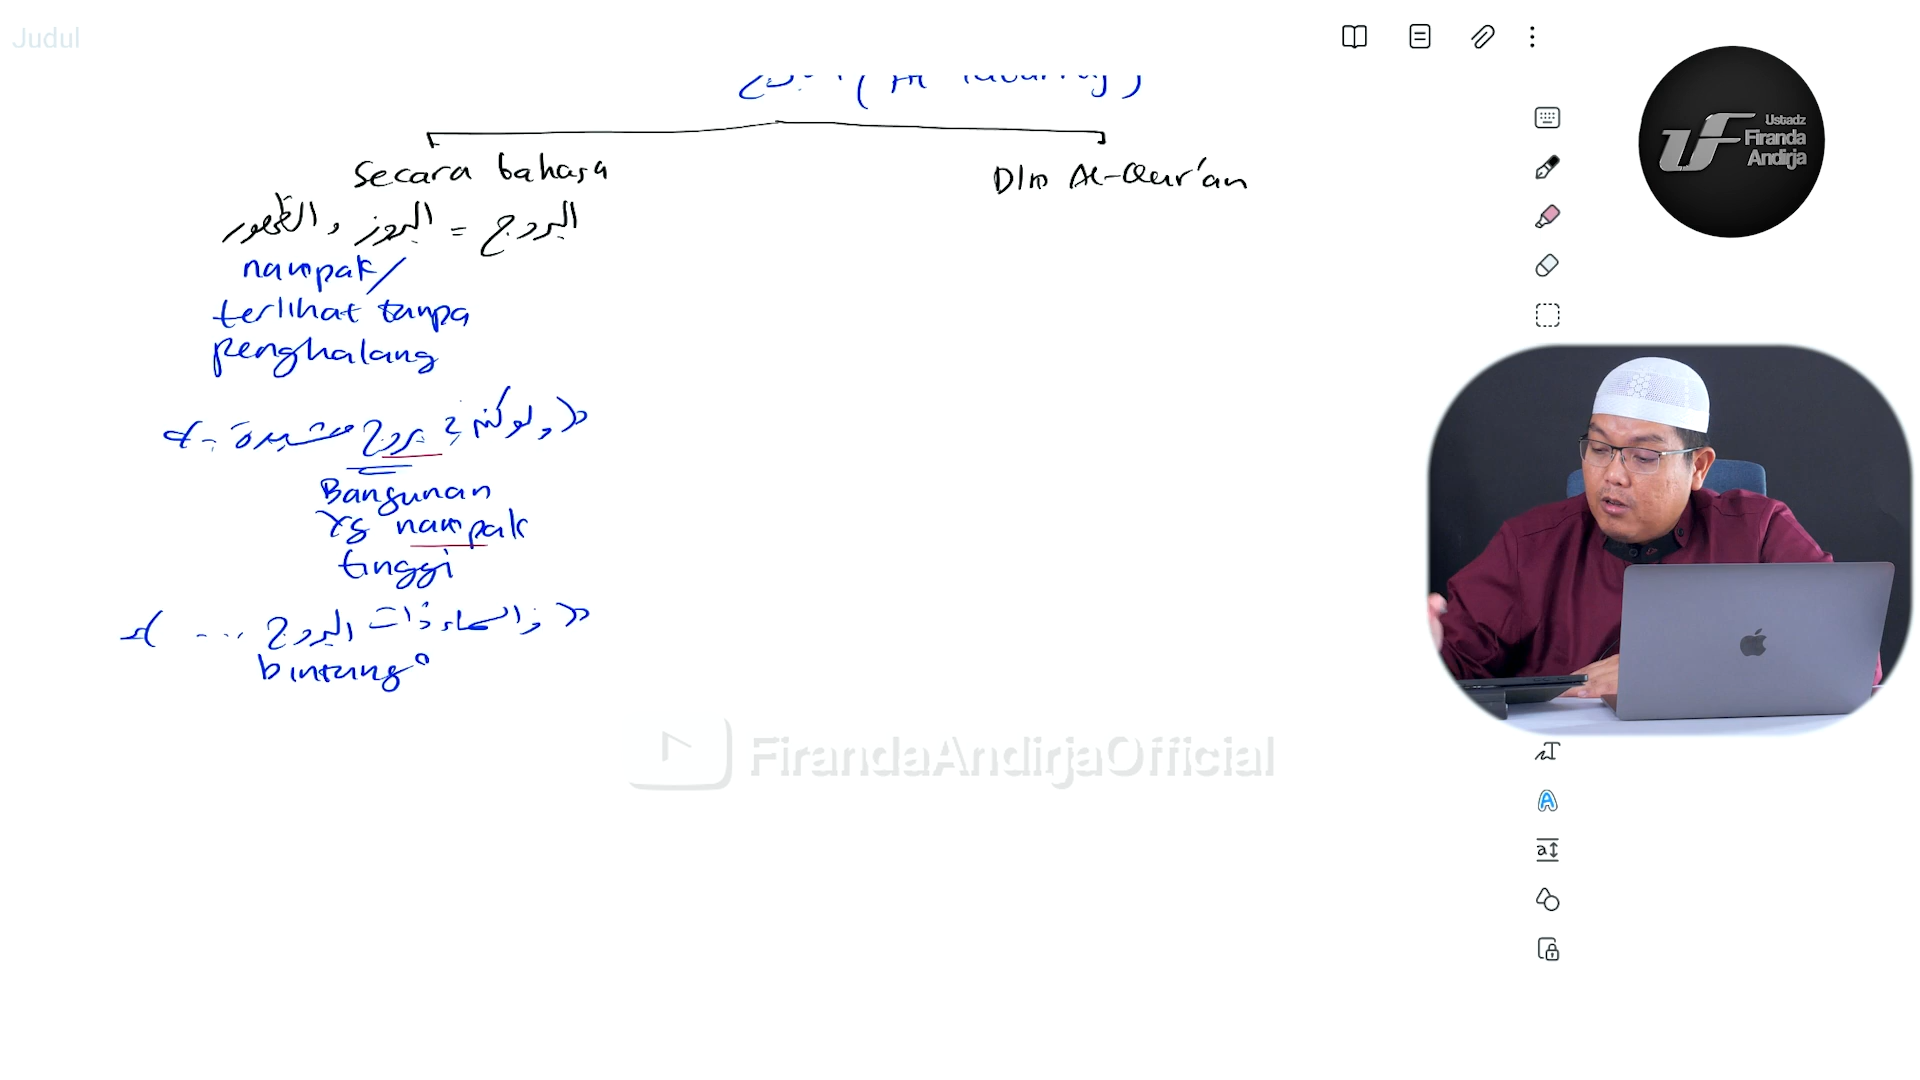 Judul
Secara bahasa
Dlm Al-Qur'an
البروج = البروز و الظهور
nampak/
terlihat tanpa
penghalang
ولو كنتم في بروج مشيدة
Bangunan
yg nampak
tinggi
والسماء ذات البروج ...
bintang²
Ustadz
Firanda
Andirja
FirandaAndirjaOfficial